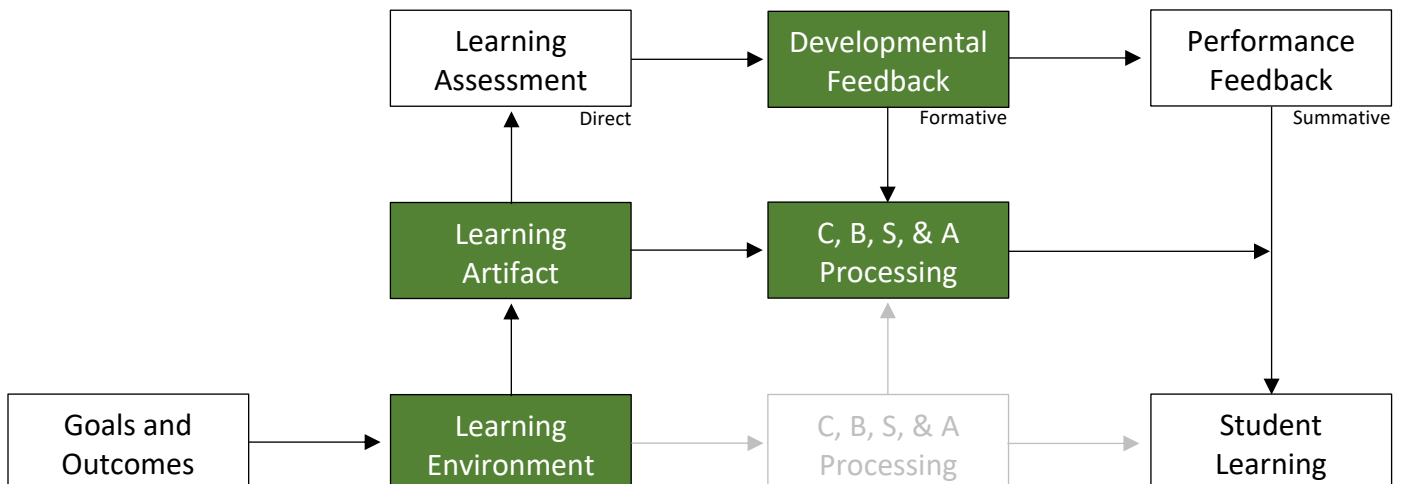 Learning
Assessment
Direct
Developmental
Feedback
Formative
Performance
Feedback
Summative
Learning
Artifact
C, B, S, & A
Processing
Goals and
Outcomes
Learning
Environment
C, B, S, & A
Processing
Student
Learning